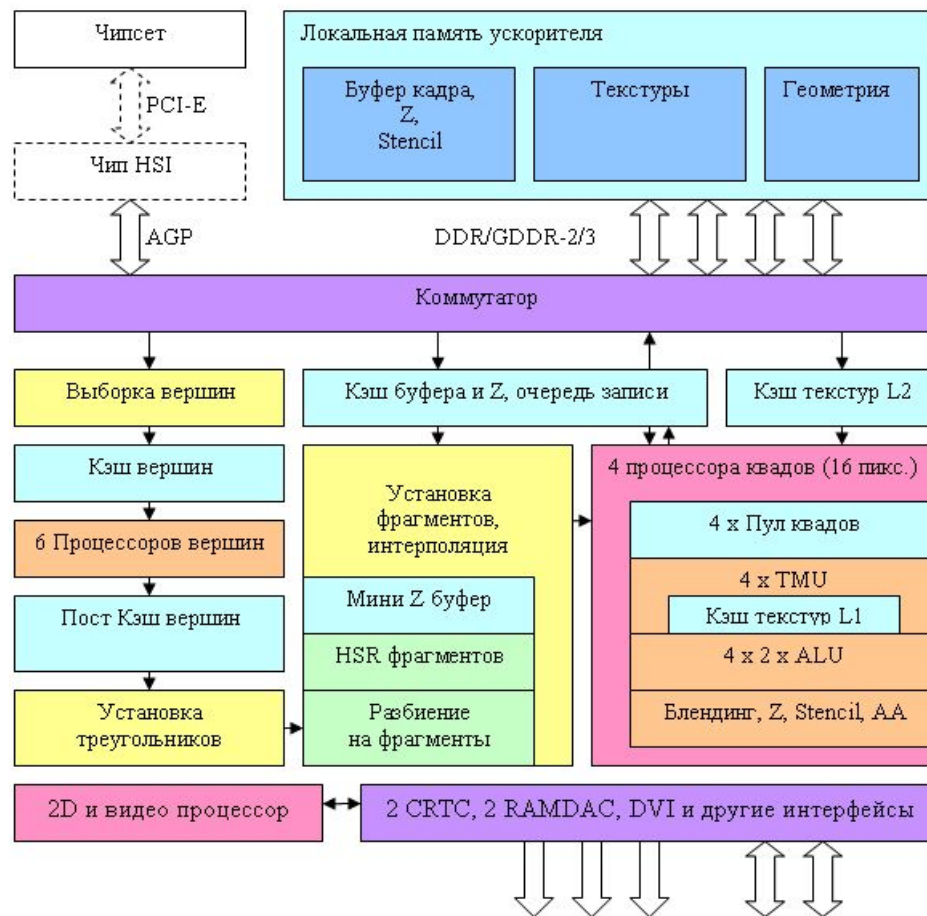 Чипсет
PCI-E
Чип HSI
AGP
Локальная память ускорителя
Буфер кадра,
Z,
Stencil
Текстуры
Геометрия
DDR/GDDR-2/3
Коммутатор
Выборка вершин
Кэш вершин
6 Процессоров вершин
Пост Кэш вершин
Установка
треугольников
Кэш буфера и Z, очередь записи
Установка
фрагментов,
интерполяция
Мини Z буфер
HSR фрагментов
Разбиение
на фрагменты
Кэш текстур L2
4 процессора квадов (16 пикс.)
4 x Пул квадов
4 x TMU
Кэш текстур L1
4 x 2 x ALU
Блендинг, Z, Stencil, AA
2D и видео процессор
2 CRTC, 2 RAMDAC, DVI и другие интерфейсы